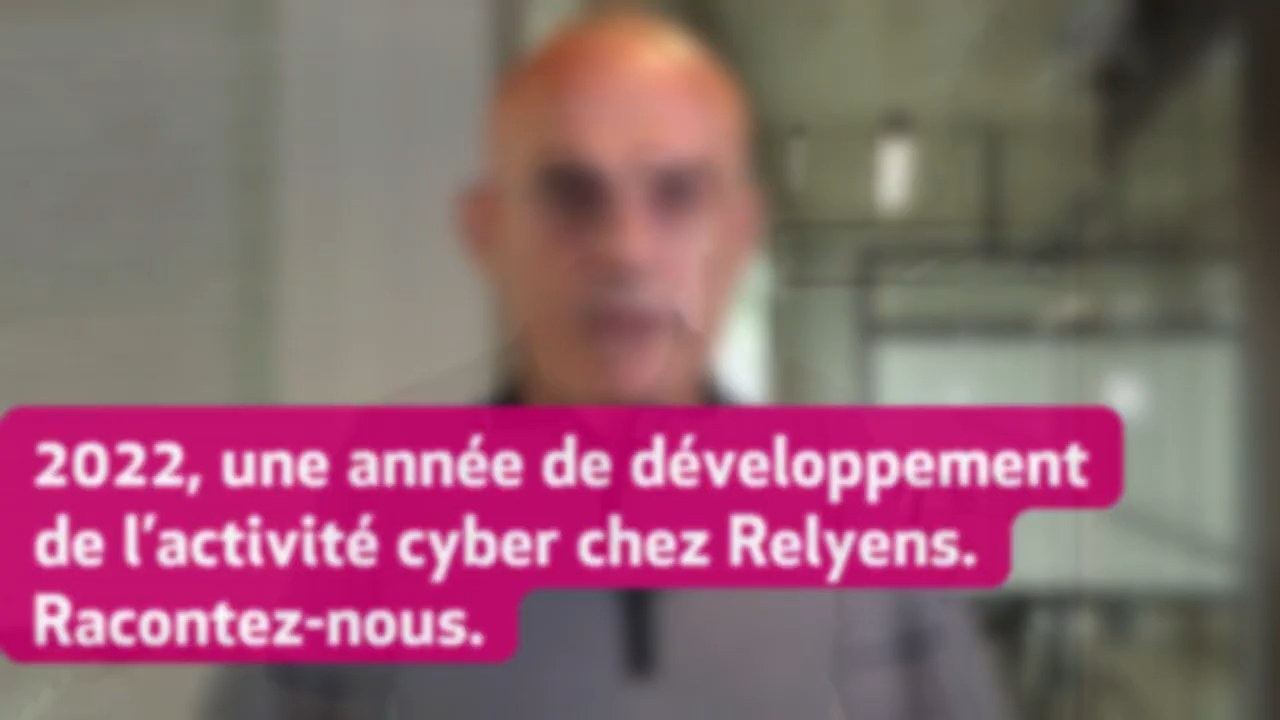 2022, une année de développement
de l’activité cyber chez Relyens.
Racontez-nous.